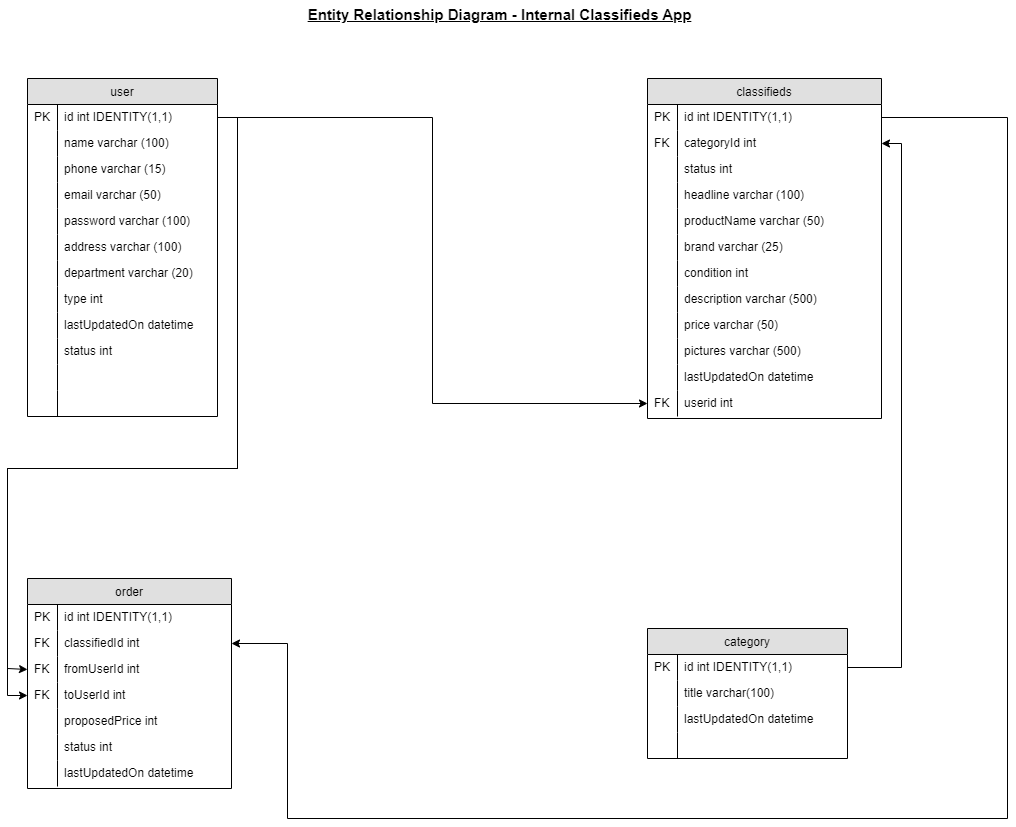 Entity Relationship Diagram - Internal Classifieds App
user
PK id int IDENTITY(1,1)
name varchar (100)
phone varchar (15)
email varchar (50)
password varchar (100)
address varchar (100)
department varchar (20)
type int
lastUpdatedOn datetime
status int
classifieds
PK id int IDENTITY(1,1)
FK categoryId int
status int
headline varchar (100)
productName varchar (50)
brand varchar (25)
condition int
description varchar (500)
price varchar (50)
pictures varchar (500)
lastUpdatedOn datetime
FK userid int
order
PK id int IDENTITY(1,1)
FK classifiedId int
FK fromUserId int
FK toUserId int
proposedPrice int
status int
lastUpdatedOn datetime
category
PK id int IDENTITY(1,1)
title varchar(100)
lastUpdatedOn datetime